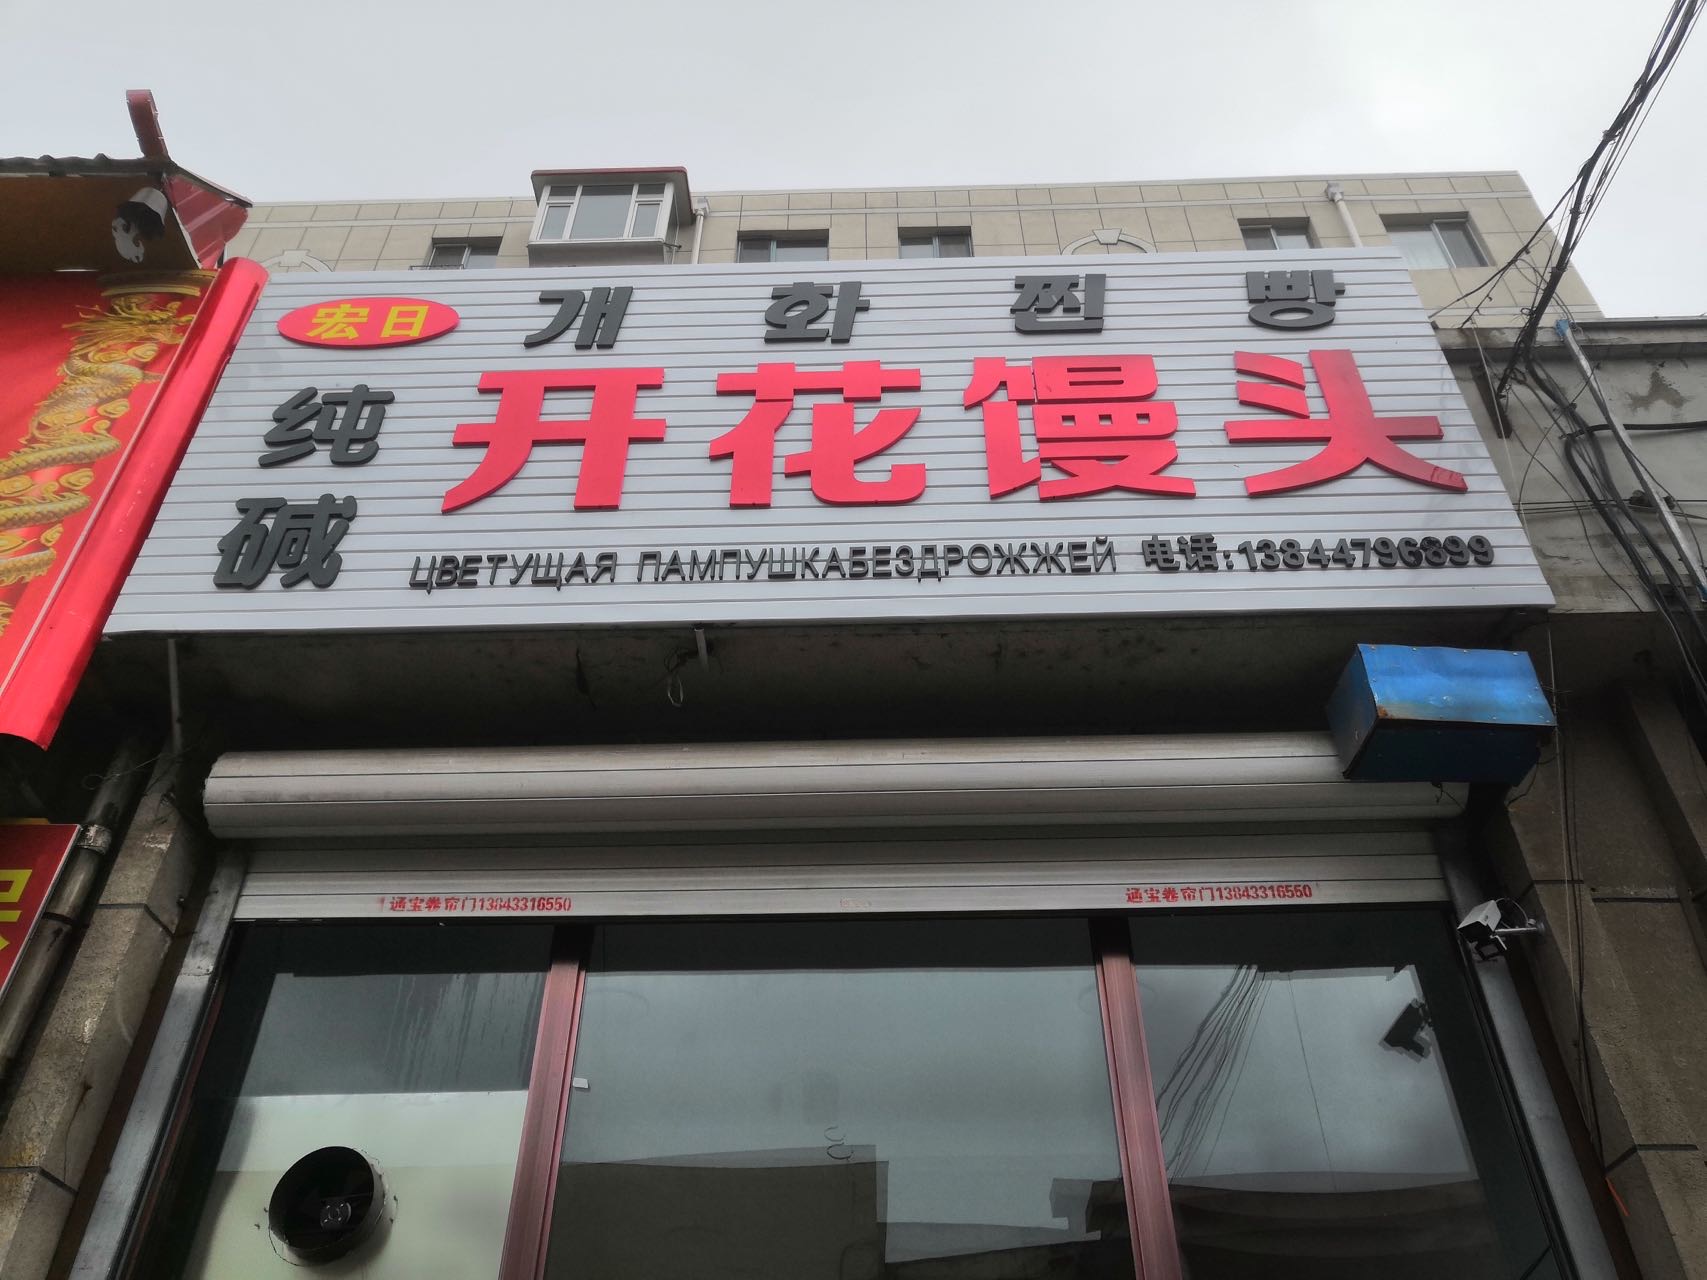 宏日
개화찐빵
纯碱
开花馒头
ЦВЕТУЩАЯ ПАМПУШКАБЕЗДРОЖЖЕЙ 电话:13844796899
通宝卷帘门13843316550
通宝卷帘门13843316550